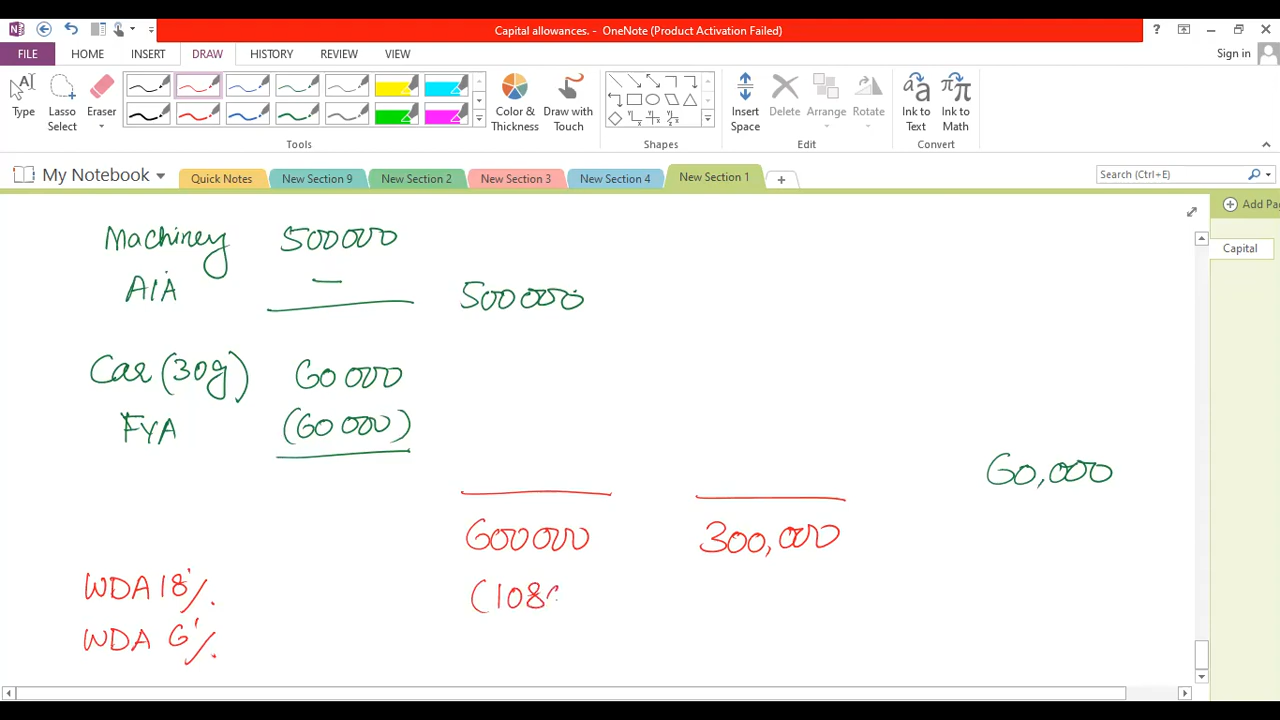 Capital allowances. - OneNote (Product Activation Failed)
FILE HOME INSERT DRAW HISTORY REVIEW VIEW Sign in
Type Lasso Select Eraser Color & Thickness Draw with Touch Insert Space Delete Arrange Rotate Ink to Text Ink to Math
Tools Shapes Edit Convert
My Notebook Quick Notes New Section 9 New Section 2 New Section 3 New Section 4 New Section 1 Search (Ctrl+E)
Add Pa
Capital
Machinery 500000
AIA — 500000
Car (30g) 60000
FYA (60000)
60,000
600000 300,000
WDA 18%. (108
WDA 6%.